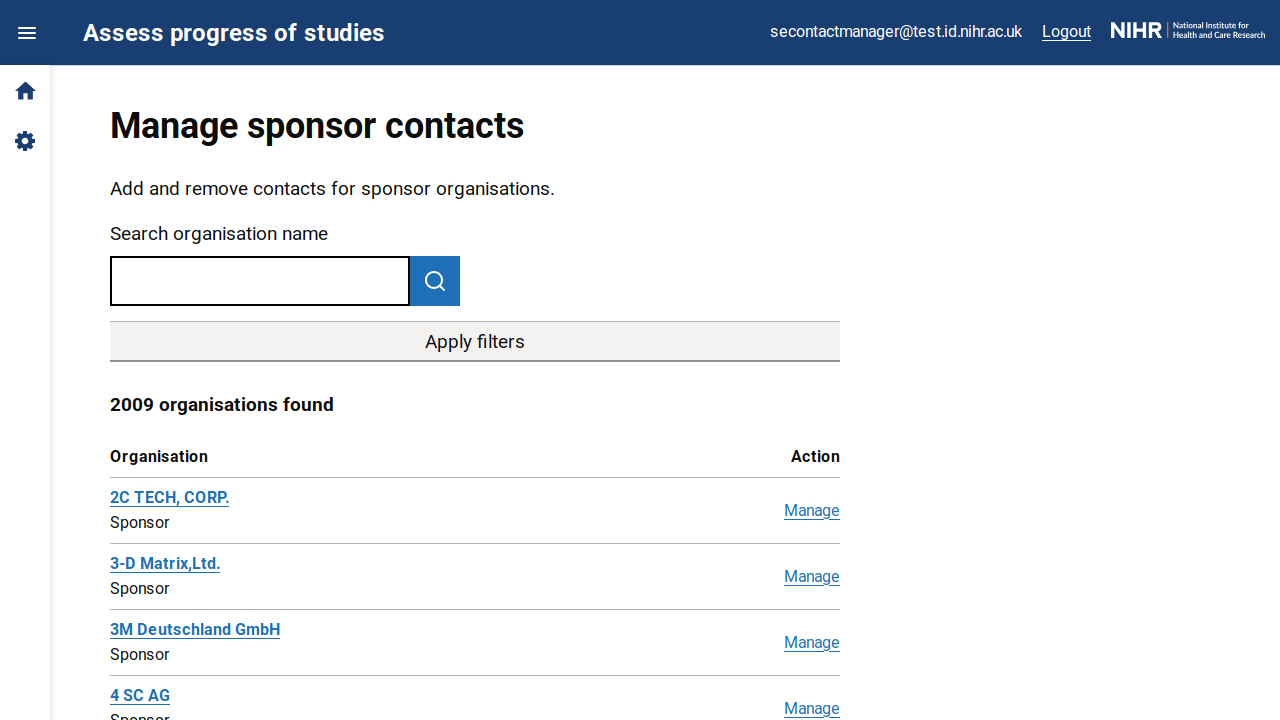 Assess progress of studies
secontactmanager@test.id.nihr.ac.uk
Logout
NIHR
National Institute for
Health and Care Research
Manage sponsor contacts
Add and remove contacts for sponsor organisations.
Search organisation name
Apply filters
2009 organisations found
Organisation
Action
2C TECH, CORP.
Sponsor
Manage
3-D Matrix,Ltd.
Sponsor
Manage
3M Deutschland GmbH
Sponsor
Manage
4 SC AG
Sponsor
Manage